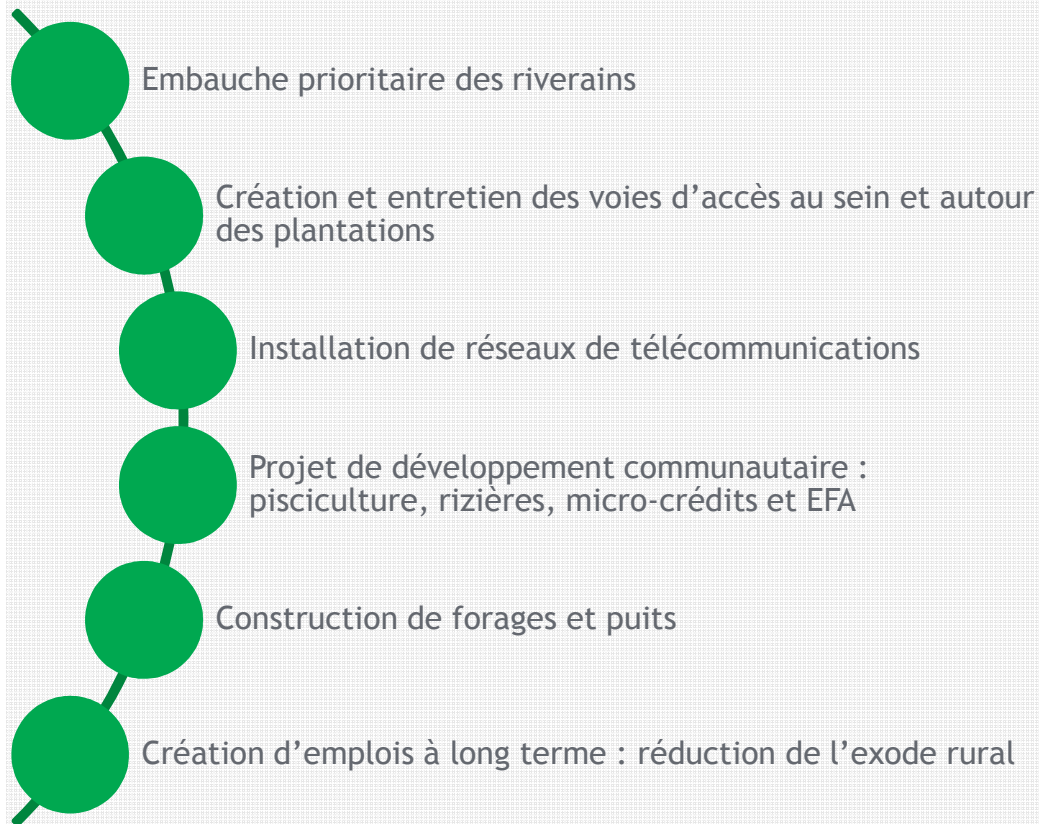 Embauche prioritaire des riverains
Création et entretien des voies d’accès au sein et autour
des plantations
Installation de réseaux de télécommunications
Projet de développement communautaire :
pisciculture, rizières, micro-crédits et EFA
Construction de forages et puits
Création d’emplois à long terme : réduction de l’exode rural